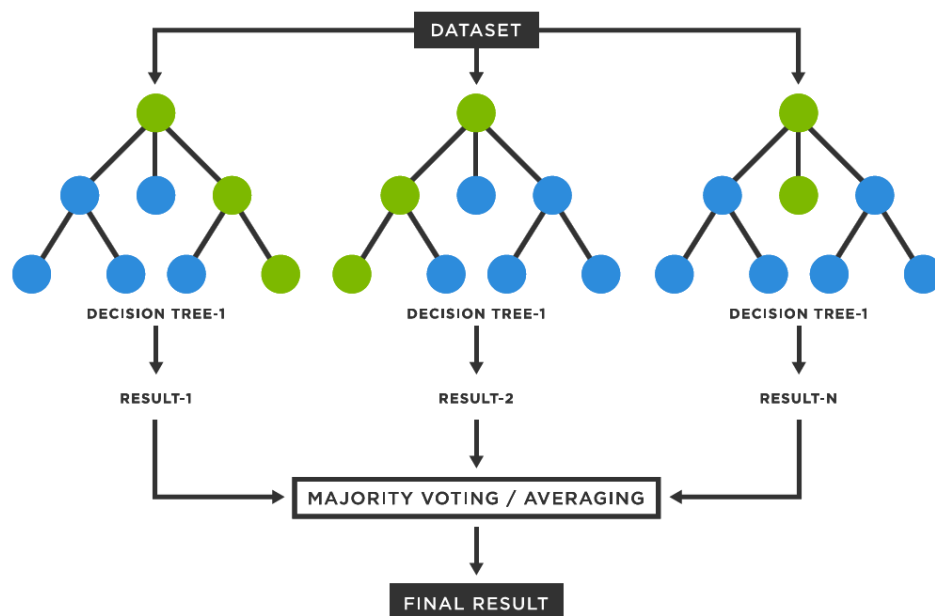 DATASET
DECISION TREE-1
DECISION TREE-1
DECISION TREE-1
RESULT-1
RESULT-2
RESULT-N
MAJORITY VOTING / AVERAGING
FINAL RESULT